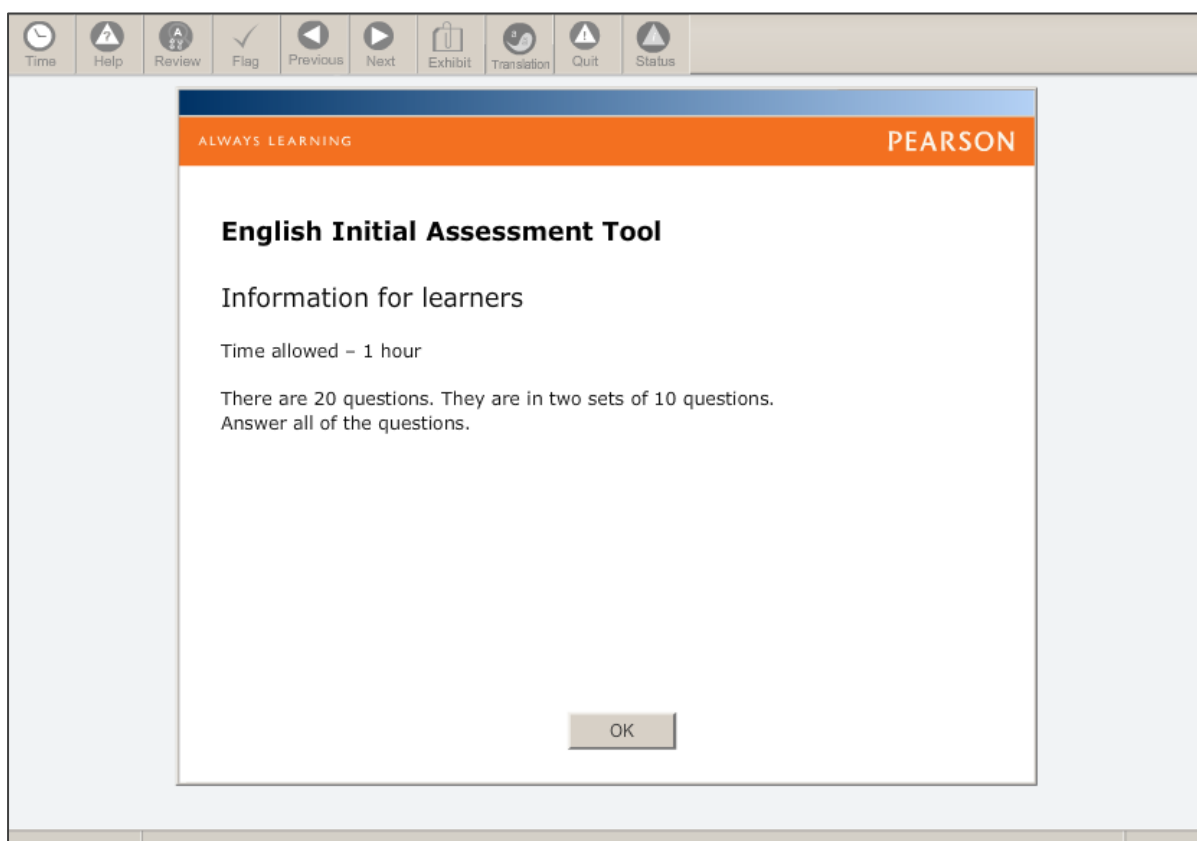 Time Help Review Flag Previous Next Exhibit Translation Quit Status
ALWAYS LEARNING PEARSON
English Initial Assessment Tool
Information for learners
Time allowed – 1 hour
There are 20 questions. They are in two sets of 10 questions.
Answer all of the questions.
OK